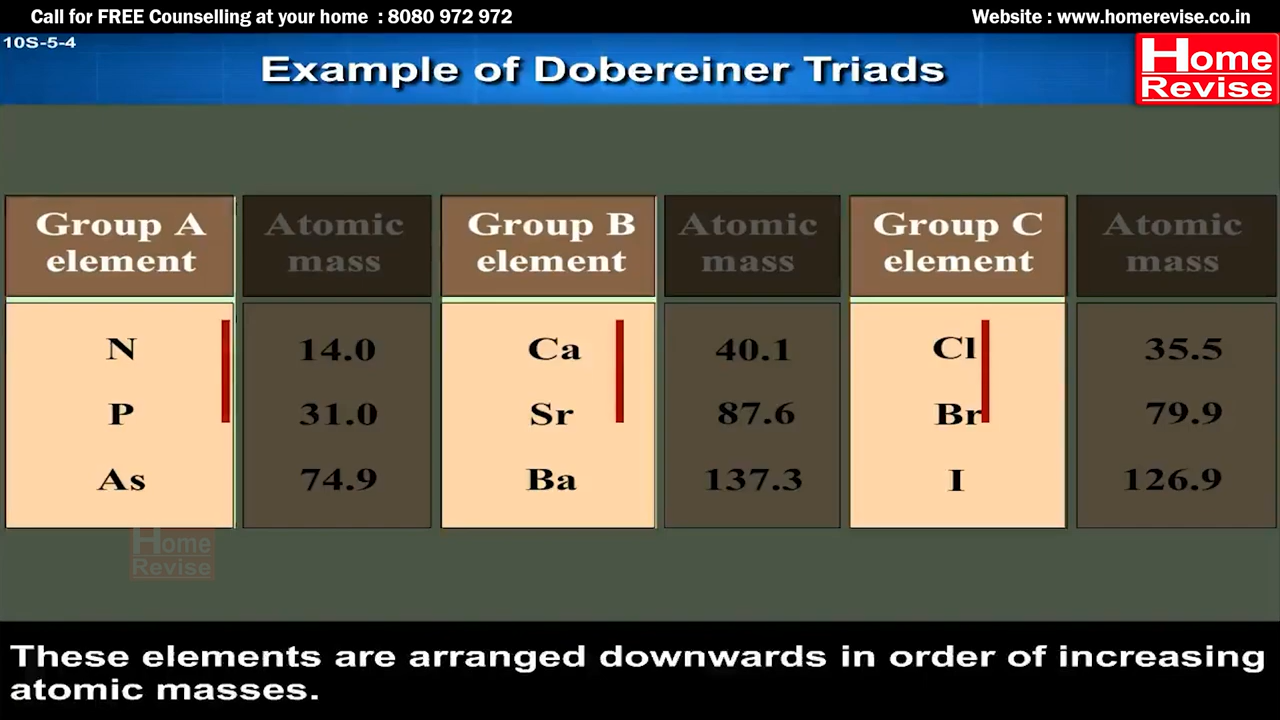 Call for FREE Counselling at your home : 8080 972 972
Website : www.homerevise.co.in
10S-5-4
Example of Dobereiner Triads
Home
Revise
Group A element
Atomic mass
Group B element
Atomic mass
Group C element
Atomic mass
N 14.0 Ca 40.1 Cl 35.5
P 31.0 Sr 87.6 Br 79.9
As 74.9 Ba 137.3 I 126.9
Home
Revise
These elements are arranged downwards in order of increasing
atomic masses.